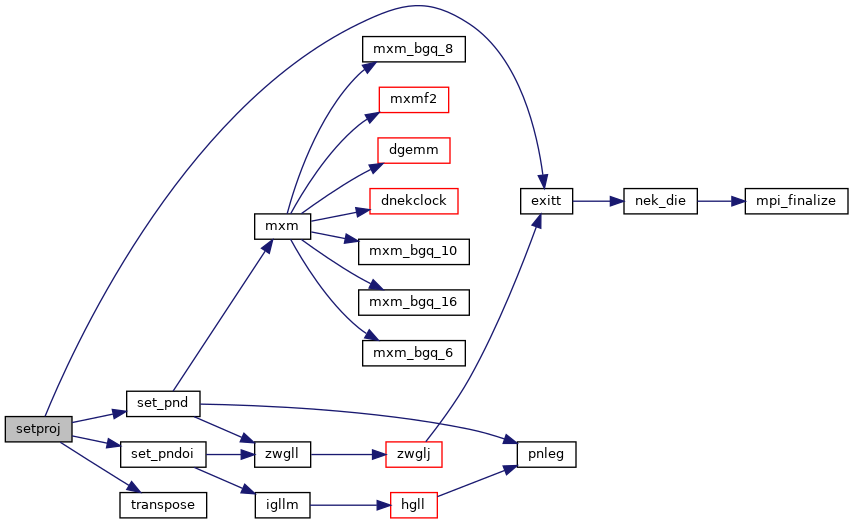 mxm_bgq_8
mxmf2
dgemm
dnekclock
exitt
nek_die
mpi_finalize
mxm
mxm_bgq_10
mxm_bgq_16
mxm_bgq_6
set_pnd
setproj
set_pndoi
zwgll
zwglj
pnleg
transpose
igllm
hgll